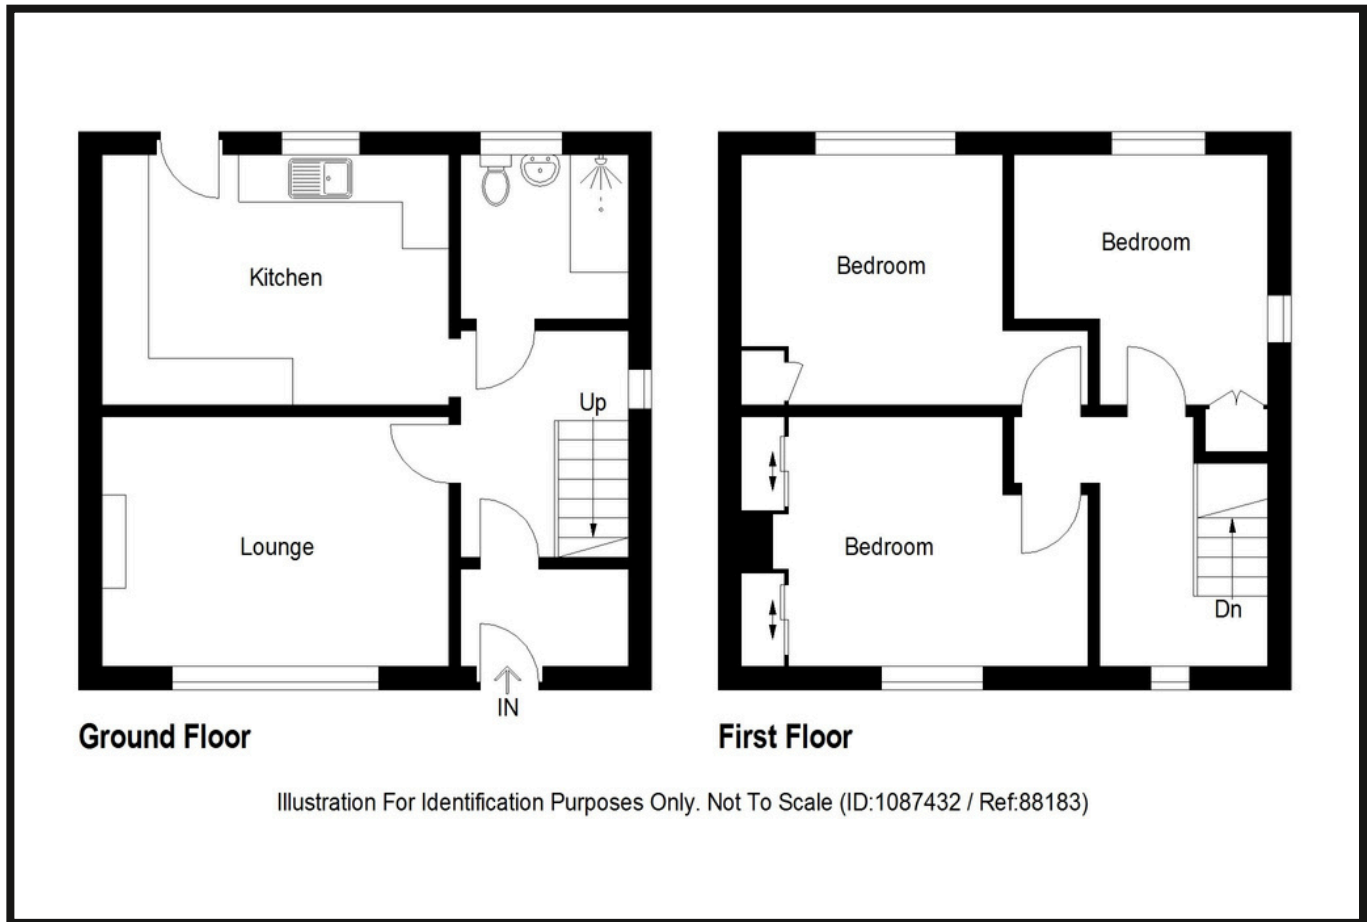 Kitchen
Up
Lounge
IN
Ground Floor
Bedroom
Bedroom
Bedroom
Dn
First Floor
Illustration For Identification Purposes Only. Not To Scale (ID:1087432 / Ref:88183)